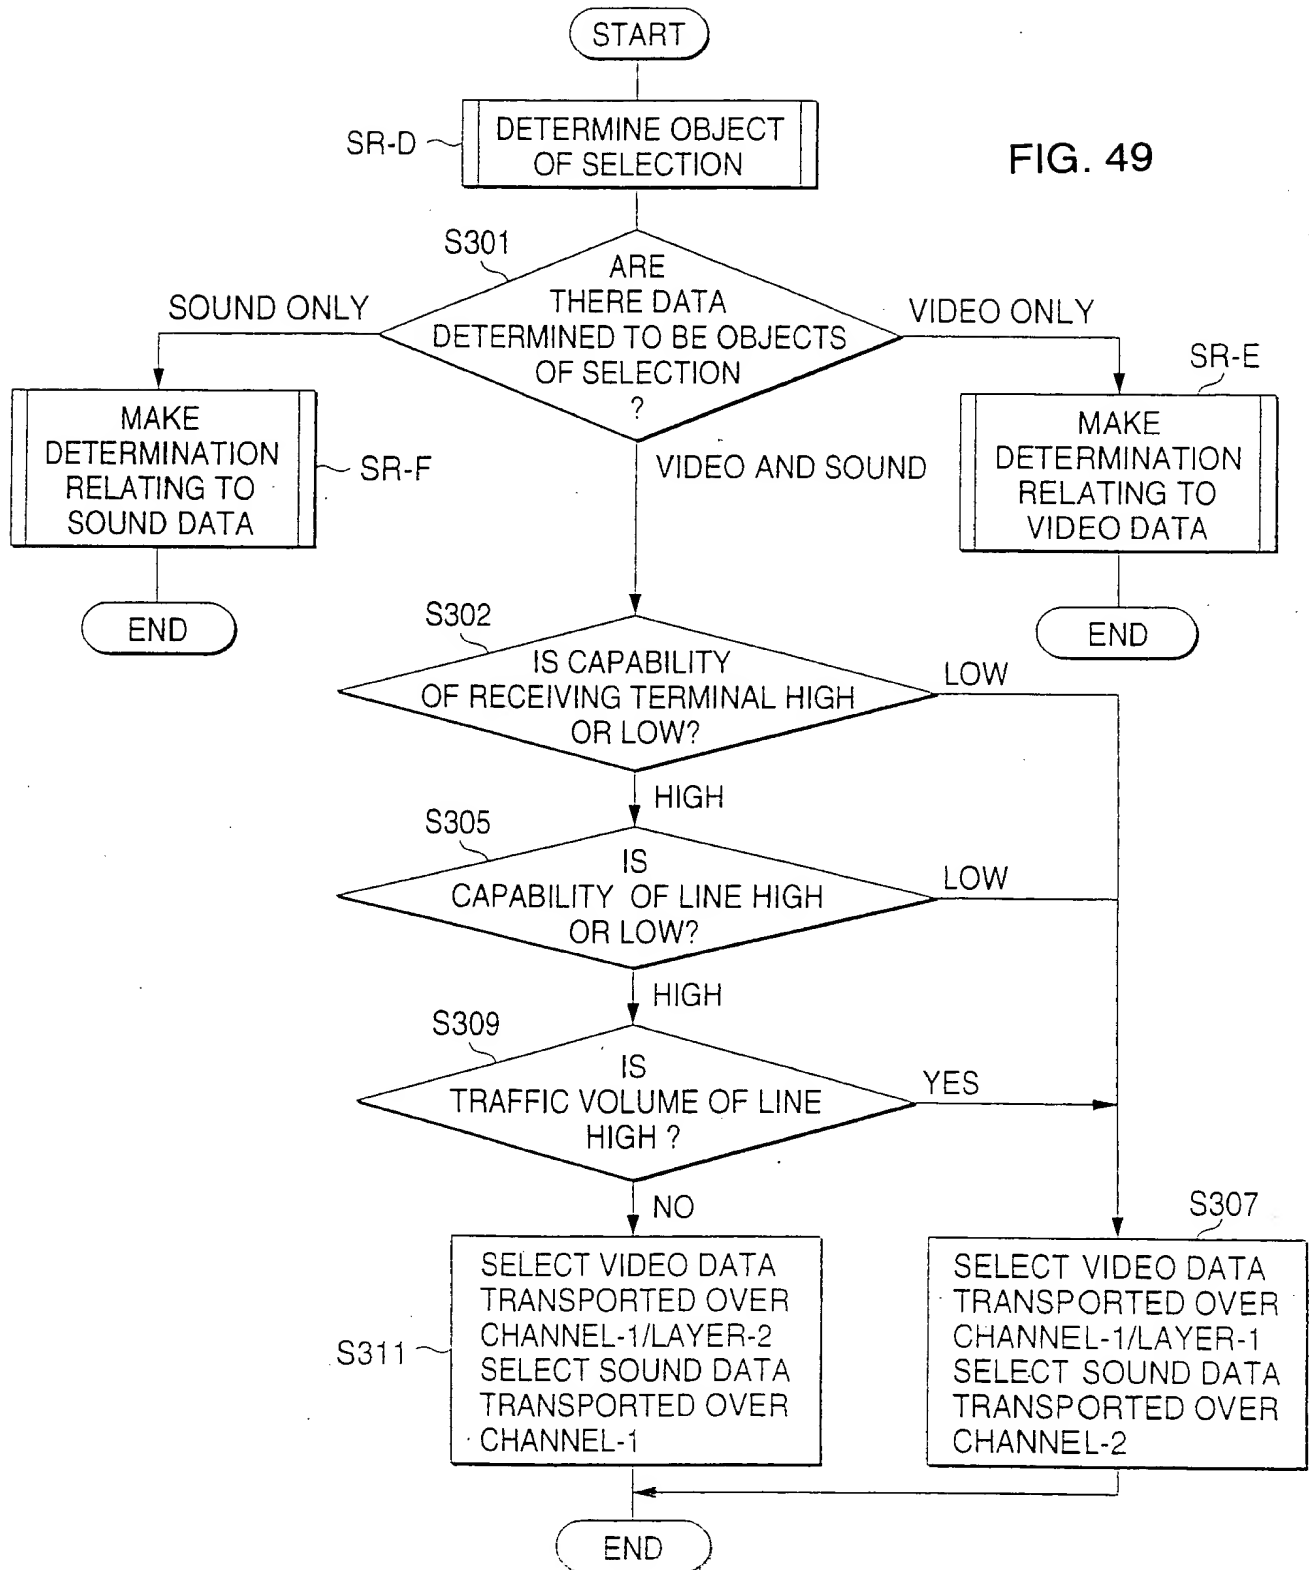 START
SR-D
DETERMINE OBJECT
OF SELECTION
FIG. 49
S301
ARE
THERE DATA
DETERMINED TO BE OBJECTS
OF SELECTION
?
SOUND ONLY
VIDEO ONLY
SR-E
MAKE
DETERMINATION
RELATING TO
SOUND DATA
SR-F
VIDEO AND SOUND
MAKE
DETERMINATION
RELATING TO
VIDEO DATA
END
END
S302
IS CAPABILITY
OF RECEIVING TERMINAL HIGH
OR LOW?
LOW
HIGH
S305
IS
CAPABILITY OF LINE HIGH
OR LOW?
LOW
HIGH
S309
IS
TRAFFIC VOLUME OF LINE
HIGH ?
YES
NO
S307
S311
SELECT VIDEO DATA
TRANSPORTED OVER
CHANNEL-1/LAYER-2
SELECT SOUND DATA
TRANSPORTED OVER
CHANNEL-1
SELECT VIDEO DATA
TRANSPORTED OVER
CHANNEL-1/LAYER-1
SELECT SOUND DATA
TRANSPORTED OVER
CHANNEL-2
END